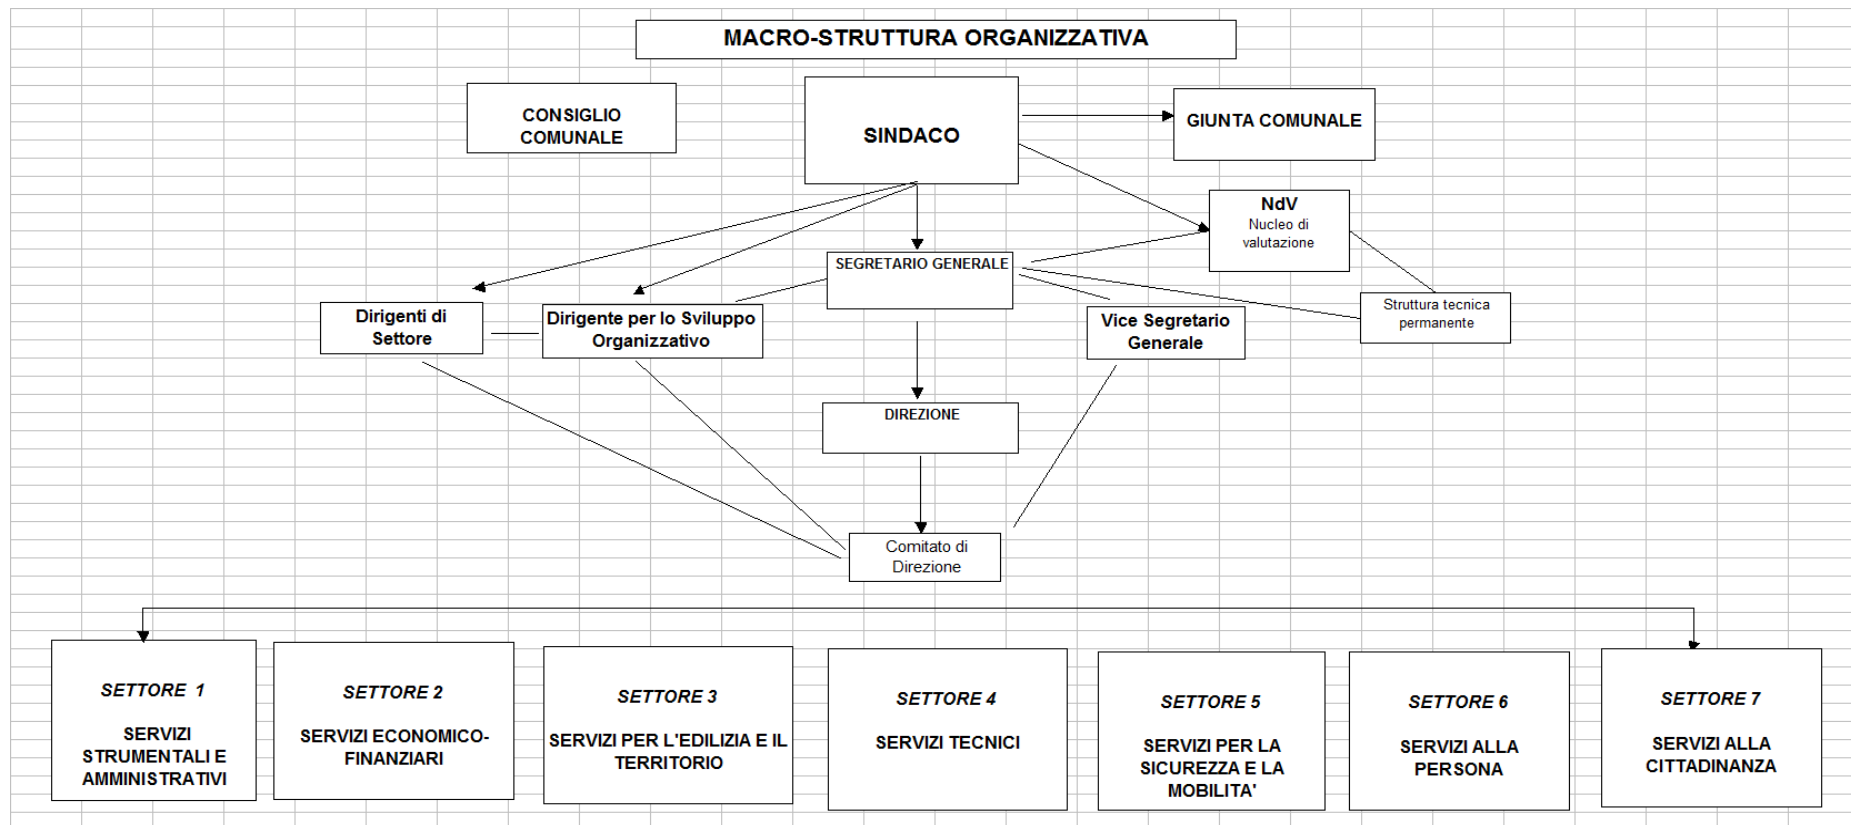 MACRO-STRUTTURA ORGANIZZATIVA
CONSIGLIO
COMUNALE
SINDACO
GIUNTA COMUNALE
NdV
Nucleo di
valutazione
SEGRETARIO GENERALE
Dirigenti di
Settore
Dirigente per lo Sviluppo
Organizzativo
Vice Segretario
Generale
Struttura tecnica
permanente
DIREZIONE
Comitato di
Direzione
SETTORE 1
SERVIZI
STRUMENTALI E
AMMINISTRATIVI
SETTORE 2
SERVIZI ECONOMICO-
FINANZIARI
SETTORE 3
SERVIZI PER L'EDILIZIA E IL
TERRITORIO
SETTORE 4
SERVIZI TECNICI
SETTORE 5
SERVIZI PER LA
SICUREZZA E LA
MOBILITA'
SETTORE 6
SERVIZI ALLA
PERSONA
SETTORE 7
SERVIZI ALLA
CITTADINANZA